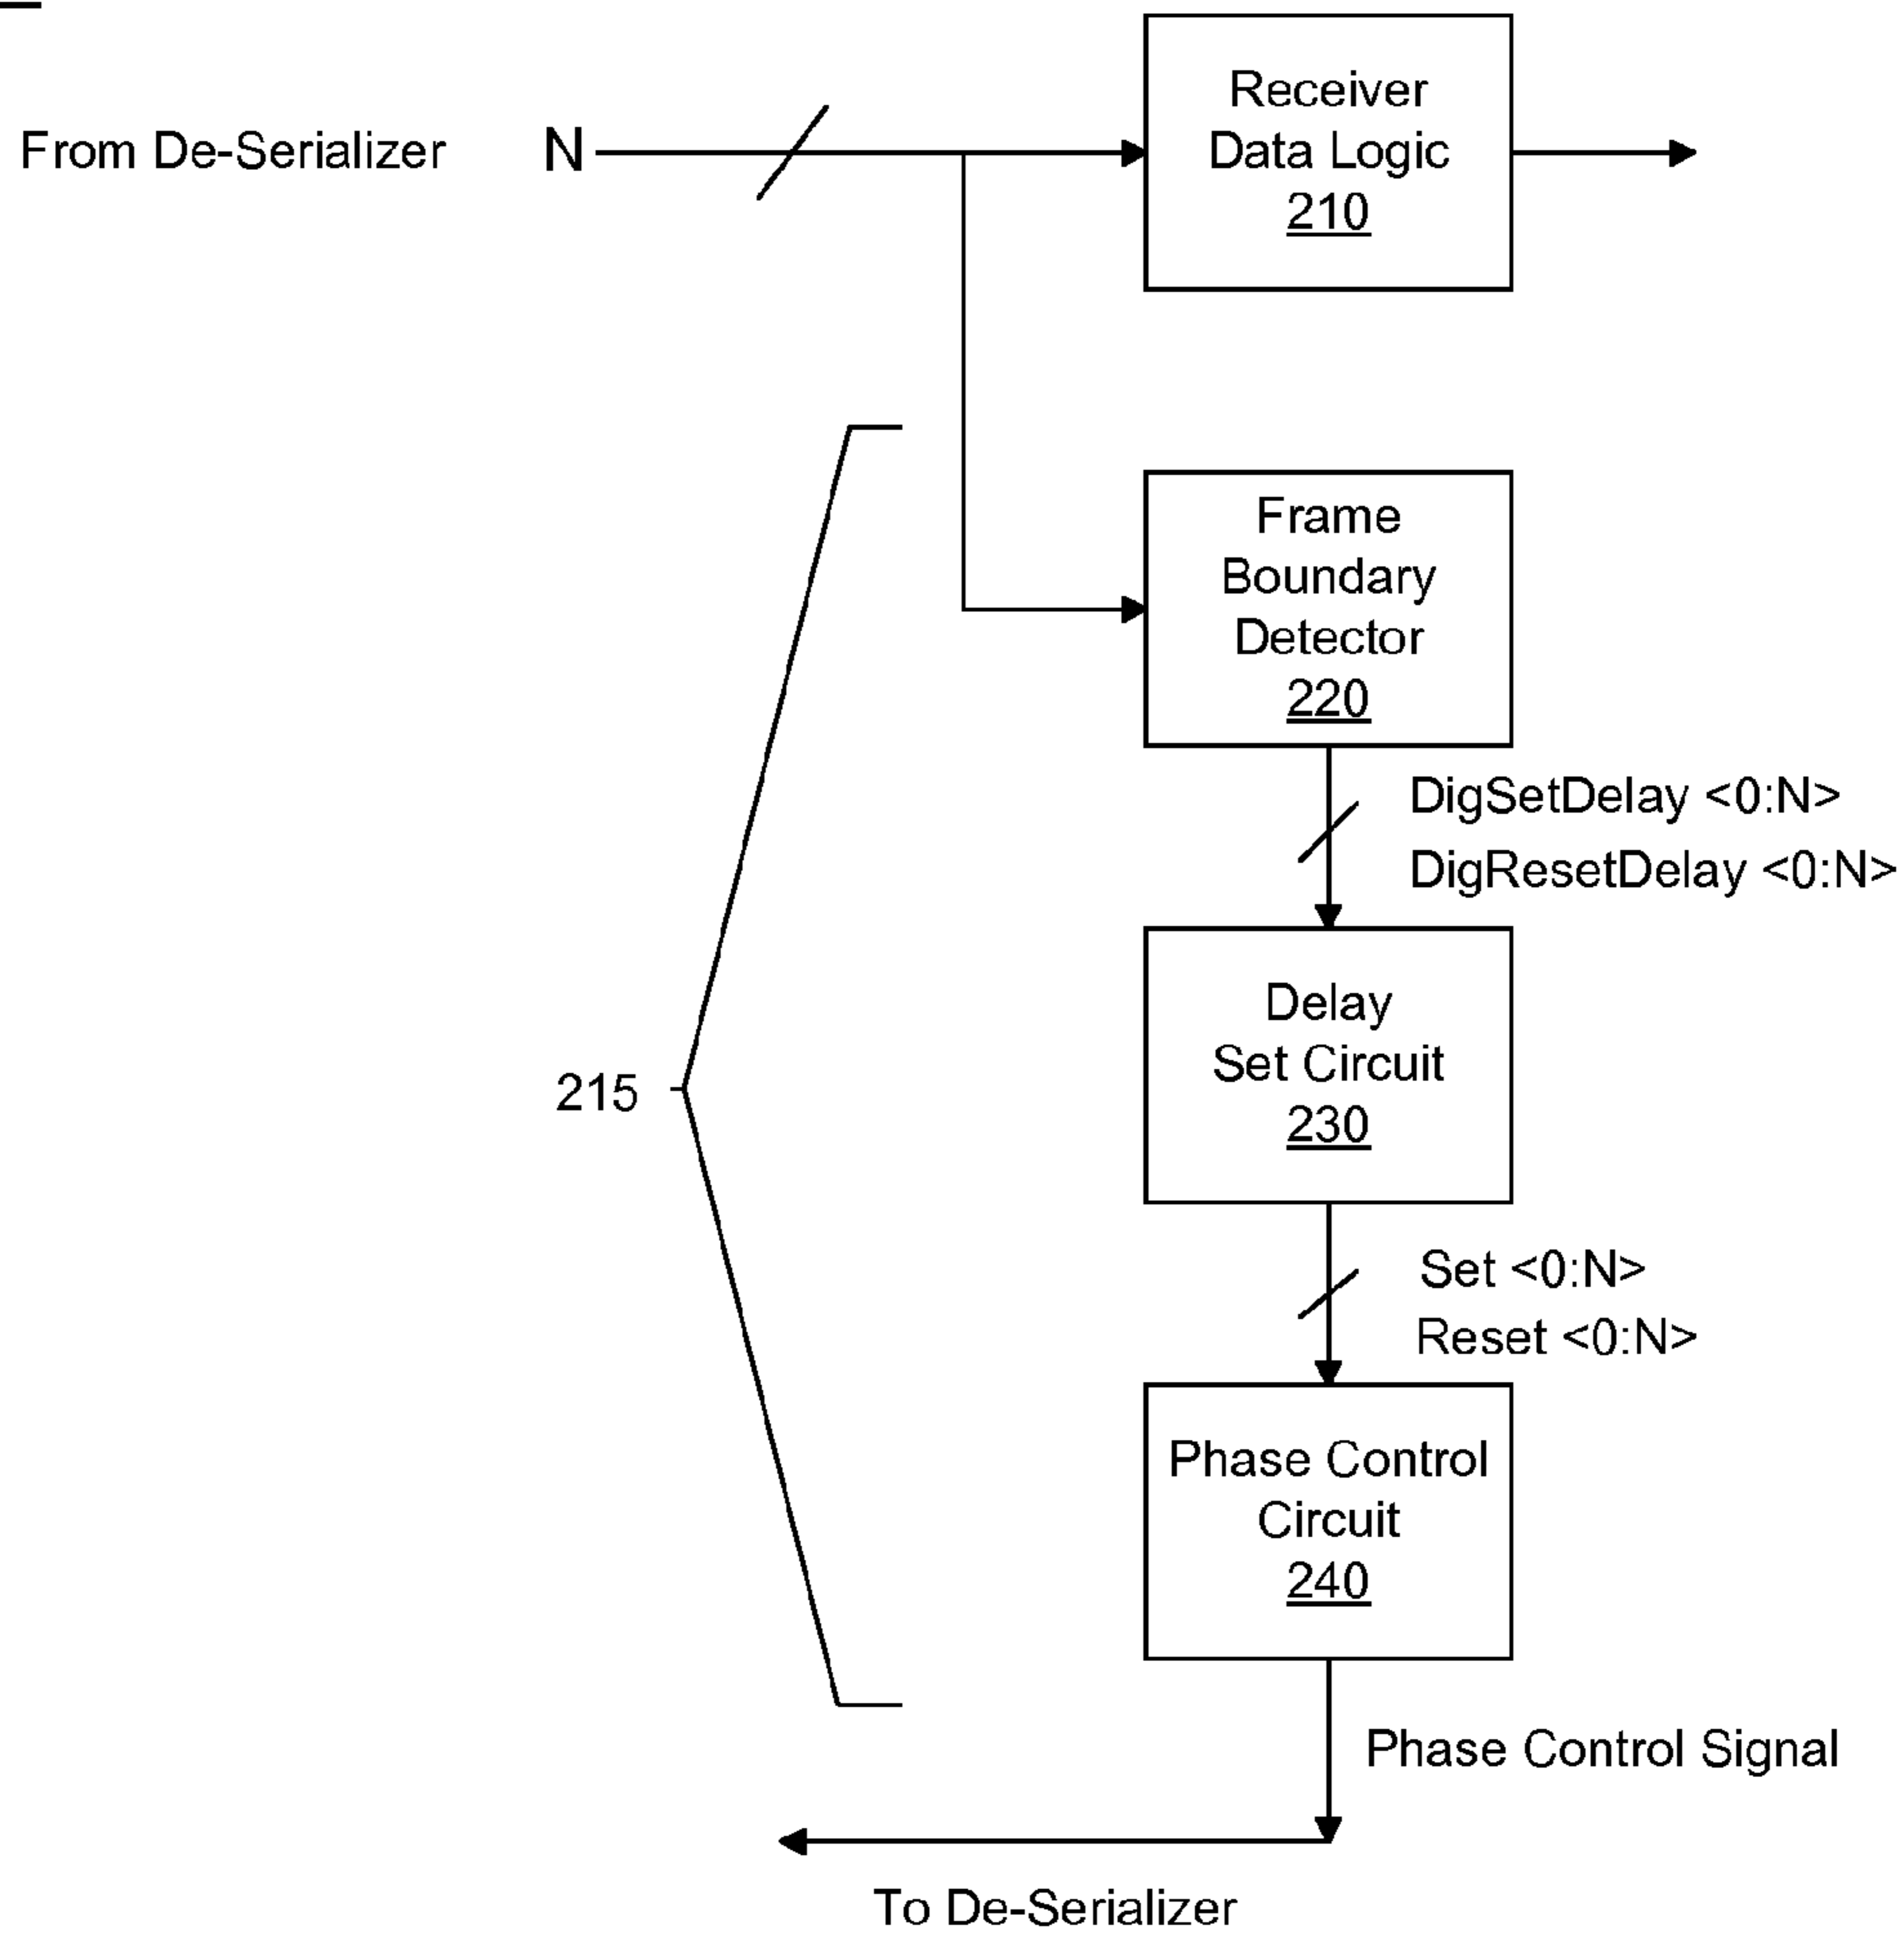 From De-Serializer
N
Receiver
Data Logic
210
Frame
Boundary
Detector
220
DigSetDelay <0:N>
DigResetDelay <0:N>
Delay
Set Circuit
230
215
Set <0:N>
Reset <0:N>
Phase Control
Circuit
240
Phase Control Signal
To De-Serializer